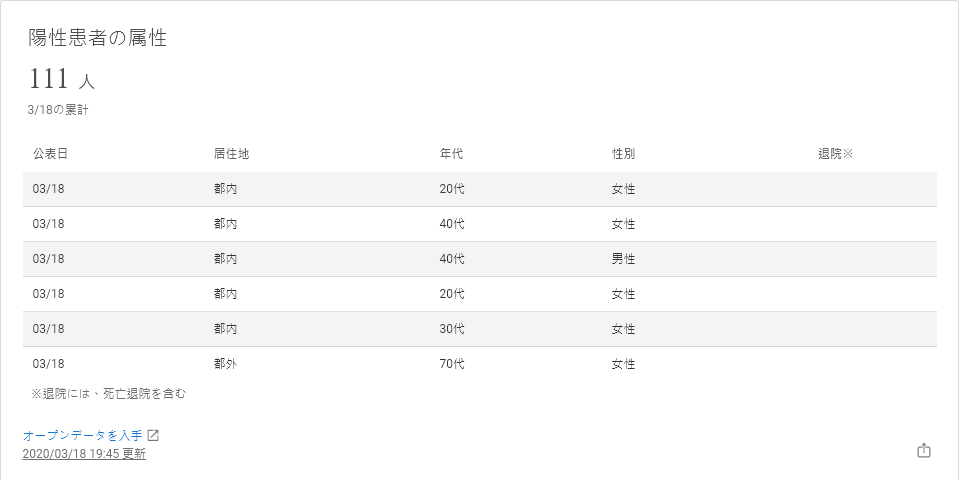 陽性患者の属性
111 人
3/18の累計
公表日 居住地 年代 性別 退院※
03/18 都内 20代 女性
03/18 都内 40代 女性
03/18 都内 40代 男性
03/18 都内 20代 女性
03/18 都内 30代 女性
03/18 都外 70代 女性
※退院には、死亡退院を含む
オープンデータを入手
2020/03/18 19:45 更新